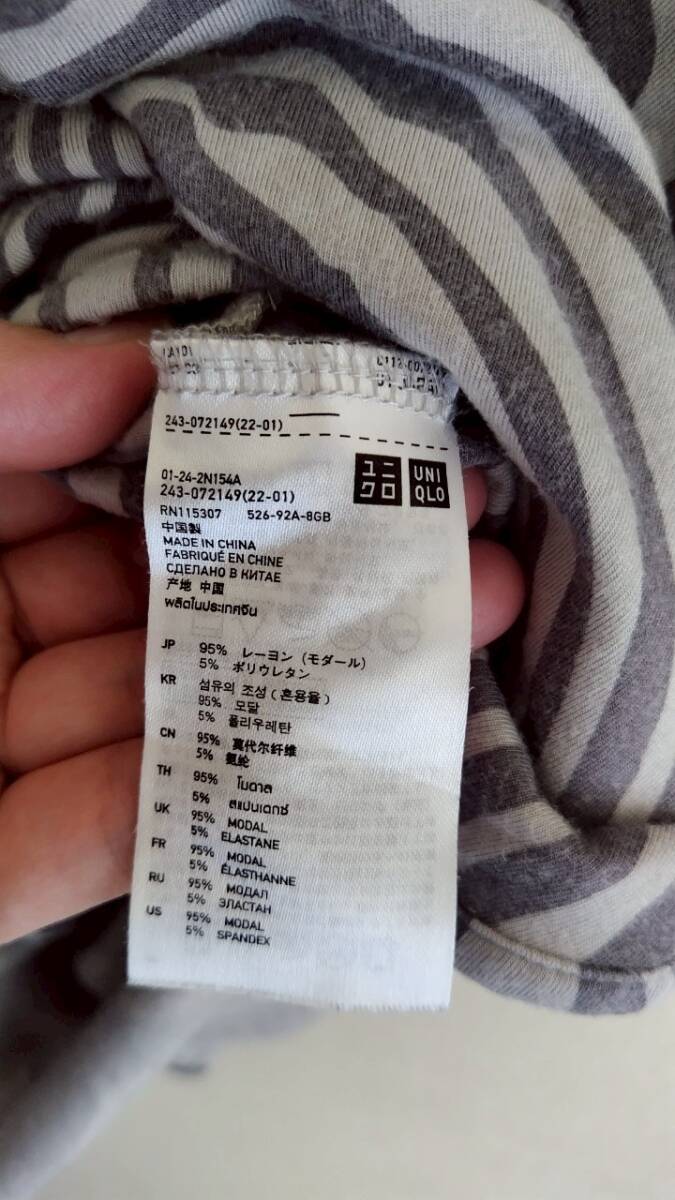 243-072149(22-01)
01-24-2N154A
243-072149(22-01)
ユニ
クロ
UNI
QLO
RN115307 526-92A-8GB
中国製
MADE IN CHINA
FABRIQUÉ EN CHINE
СДЕЛАНО В КИТАЕ
产地 中国
ผลิตในประเทศจีน
JP 95% レーヨン (モダール)
5% ポリウレタン
KR 섬유의 조성 (혼용율)
95% 모달
5% 폴리우레탄
CN 95% 莫代尔纤维
5% 氨纶
TH 95% โมดาล
5% สแปนเดกซ์
UK 95% MODAL
5% ELASTANE
FR 95% MODAL
5% ÉLASTHANNE
RU 95% МОДАЛ
5% ЭЛАСТАН
US 95% MODAL
5% SPANDEX